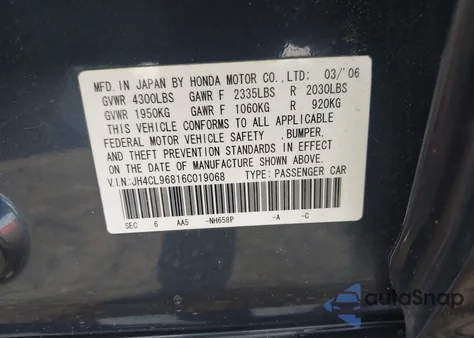 MFD. IN JAPAN BY HONDA MOTOR CO.,LTD: 03/'06
GVWR 4300LBS GAWR F 2335LBS R 2030LBS
GVWR 1950KG GAWR F 1060KG R 920KG
THIS VEHICLE CONFORMS TO ALL APPLICABLE
FEDERAL MOTOR VEHICLE SAFETY ,BUMPER,
AND THEFT PREVENTION STANDARDS IN EFFECT
ON THE DATE OF MANUFACTURE SHOWN ABOVE.
V.I.N:JH4CL96816C019068 TYPE: PASSENGER CAR
SEC 6 AA5 -NH658P -A -C
autoSnap